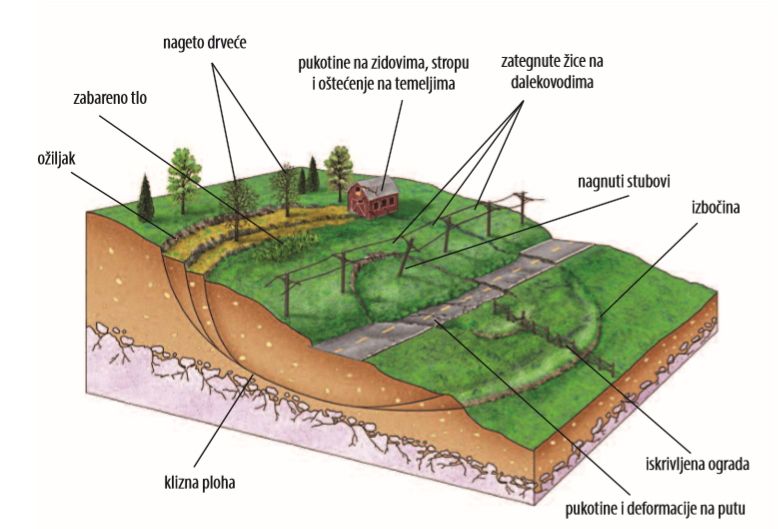 nageto drveće
pukotine na zidovima, stropu
i oštećenje na temeljima
zategnute žice na
dalekovodima
zabareno tlo
ožiljak
nagnuti stubovi
izbočina
klizna ploha
iskrivljena ograda
pukotine i deformacije na putu